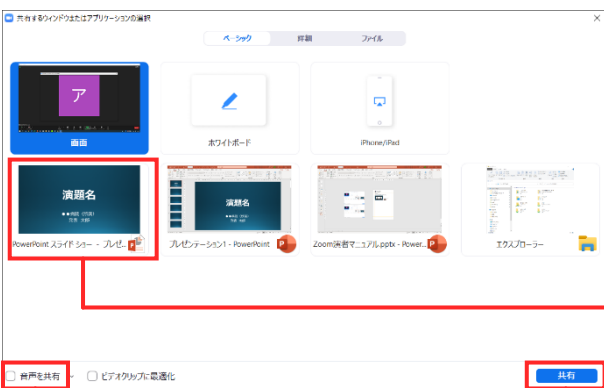 共有するウィンドウまたはアプリケーションの選択
ベーシック 詳細 ファイル
ア
画面 ホワイトボード iPhone/iPad
演題名
演題名
PowerPoint スライド ショー - プレゼ... プレゼンテーション1 - PowerPoint Zoom演者マニュアル.pptx - Power... エクスプローラー
音声を共有 ビデオクリップに最適化 共有